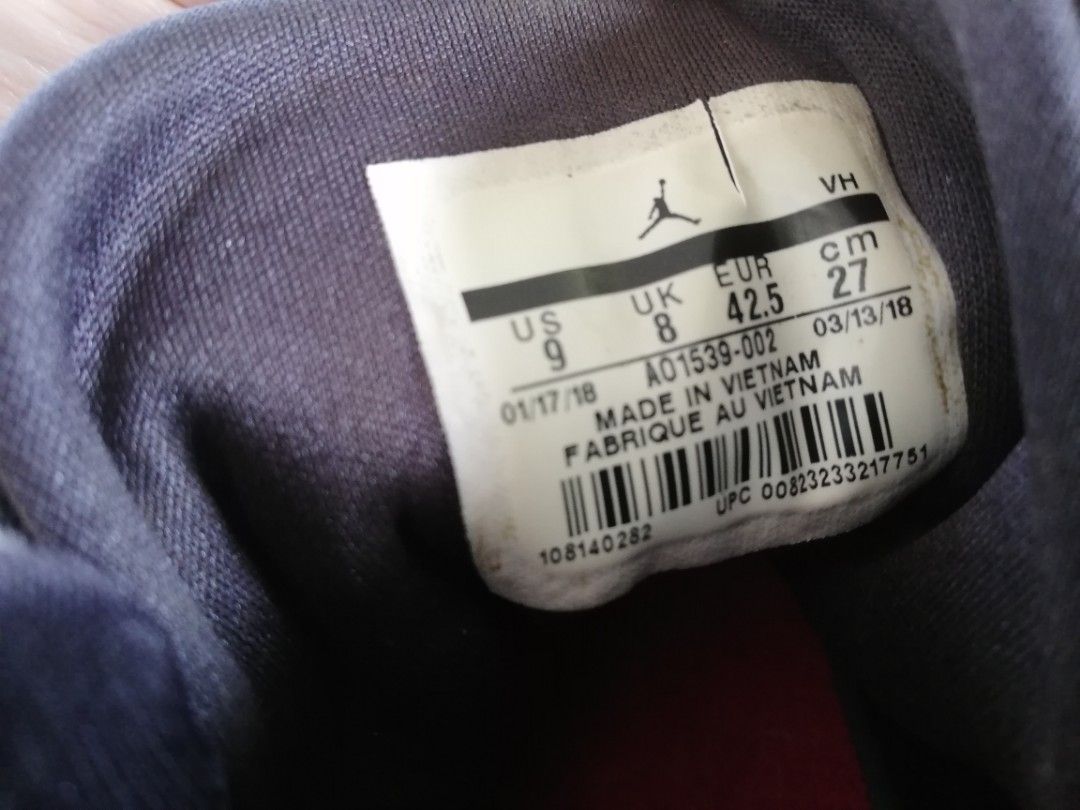 VH
US UK EUR cm
9 8 42.5 27
01/17/18 AO1539-002 03/13/18
MADE IN VIETNAM
FABRIQUE AU VIETNAM
108140282 UPC 00823233217751